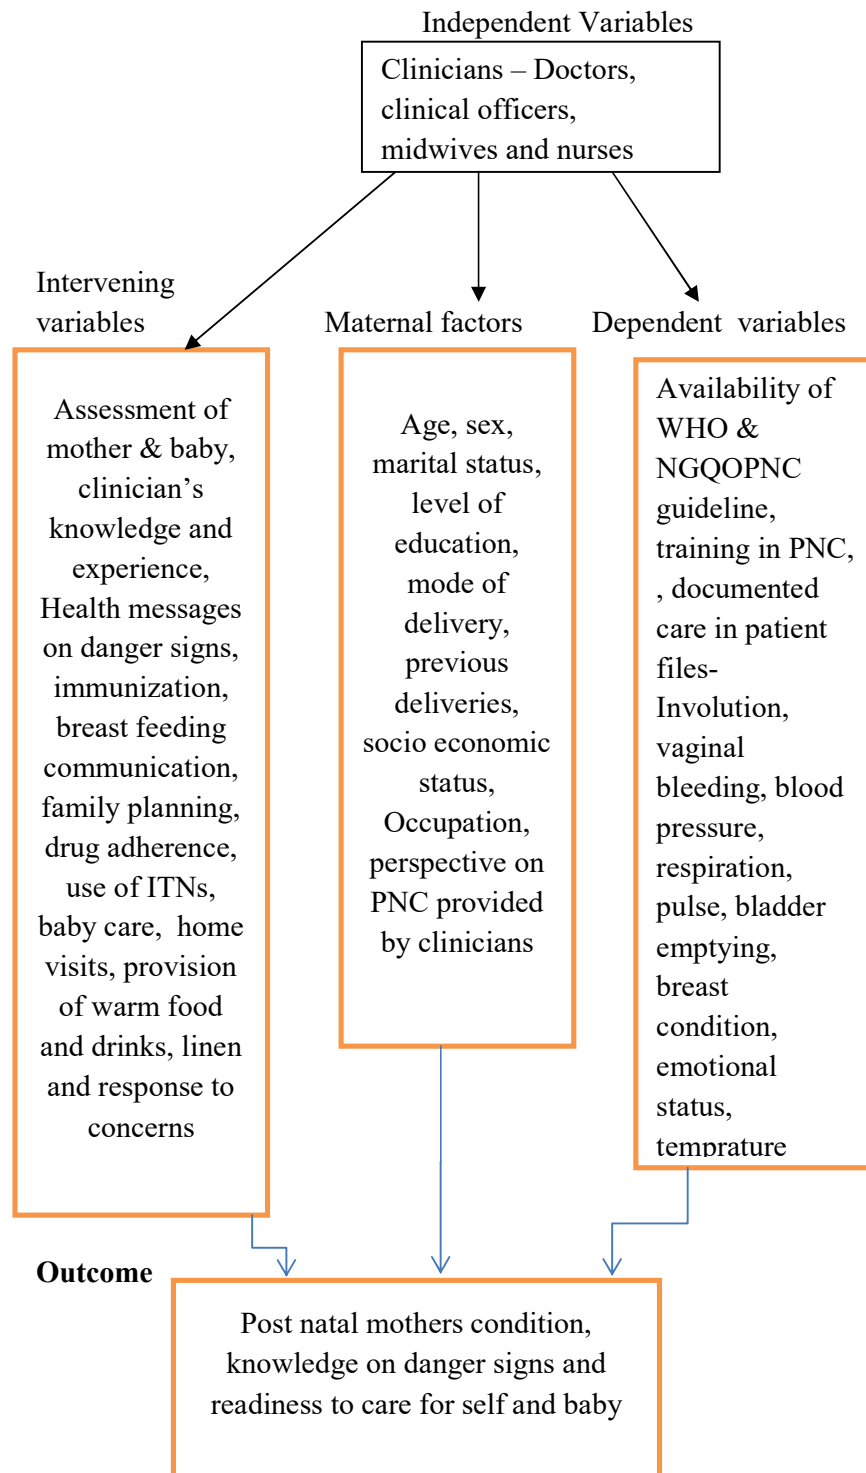 Independent Variables
Clinicians – Doctors,
clinical officers,
midwives and nurses
Intervening
variables
Maternal factors
Dependent variables
Assessment of
mother & baby,
clinician’s
knowledge and
experience,
Health messages
on danger signs,
immunization,
breast feeding
communication,
family planning,
drug adherence,
use of ITNs,
baby care, home
visits, provision
of warm food
and drinks, linen
and response to
concerns
Age, sex,
marital status,
level of
education,
mode of
delivery,
previous
deliveries,
socio economic
status,
Occupation,
perspective on
PNC provided
by clinicians
Availability of
WHO &
NGQOPNC
guideline,
training in PNC,
, documented
care in patient
files-
Involution,
vaginal
bleeding, blood
pressure,
respiration,
pulse, bladder
emptying,
breast
condition,
emotional
status,
temprature
Outcome
Post natal mothers condition,
knowledge on danger signs and
readiness to care for self and baby